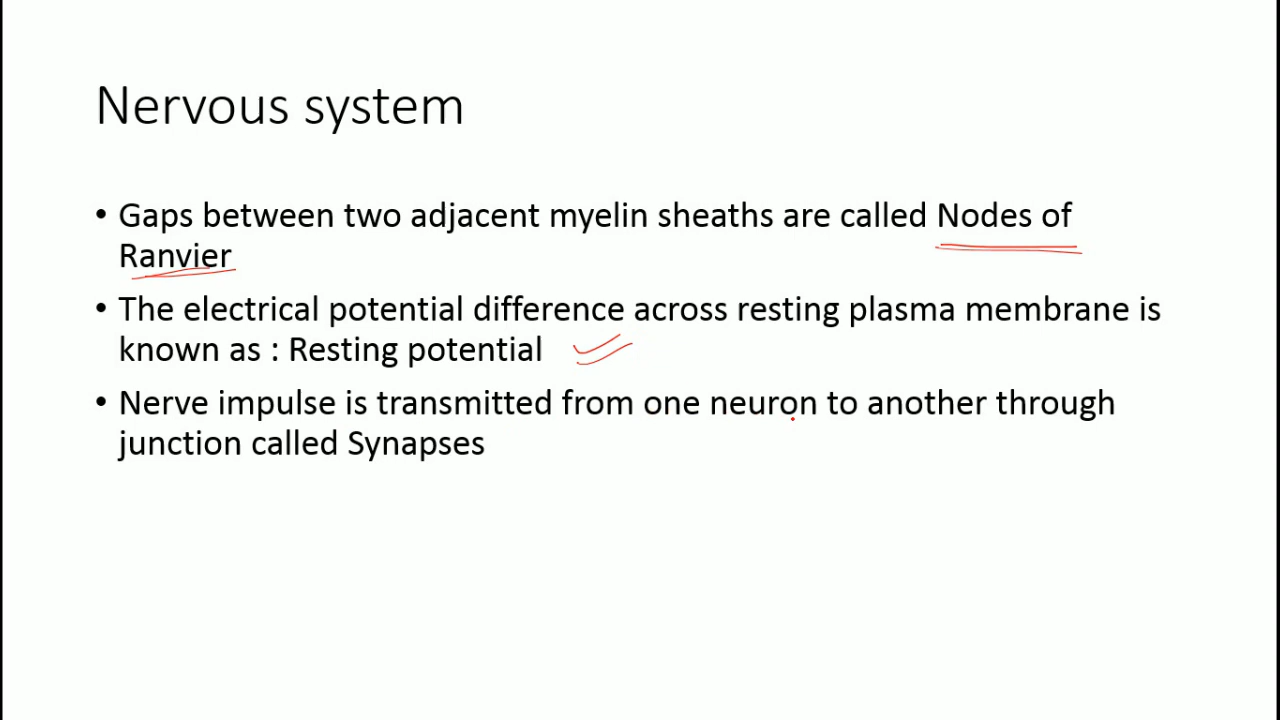 Nervous system
• Gaps between two adjacent myelin sheaths are called Nodes of
Ranvier
• The electrical potential difference across resting plasma membrane is
known as : Resting potential
• Nerve impulse is transmitted from one neuron to another through
junction called Synapses